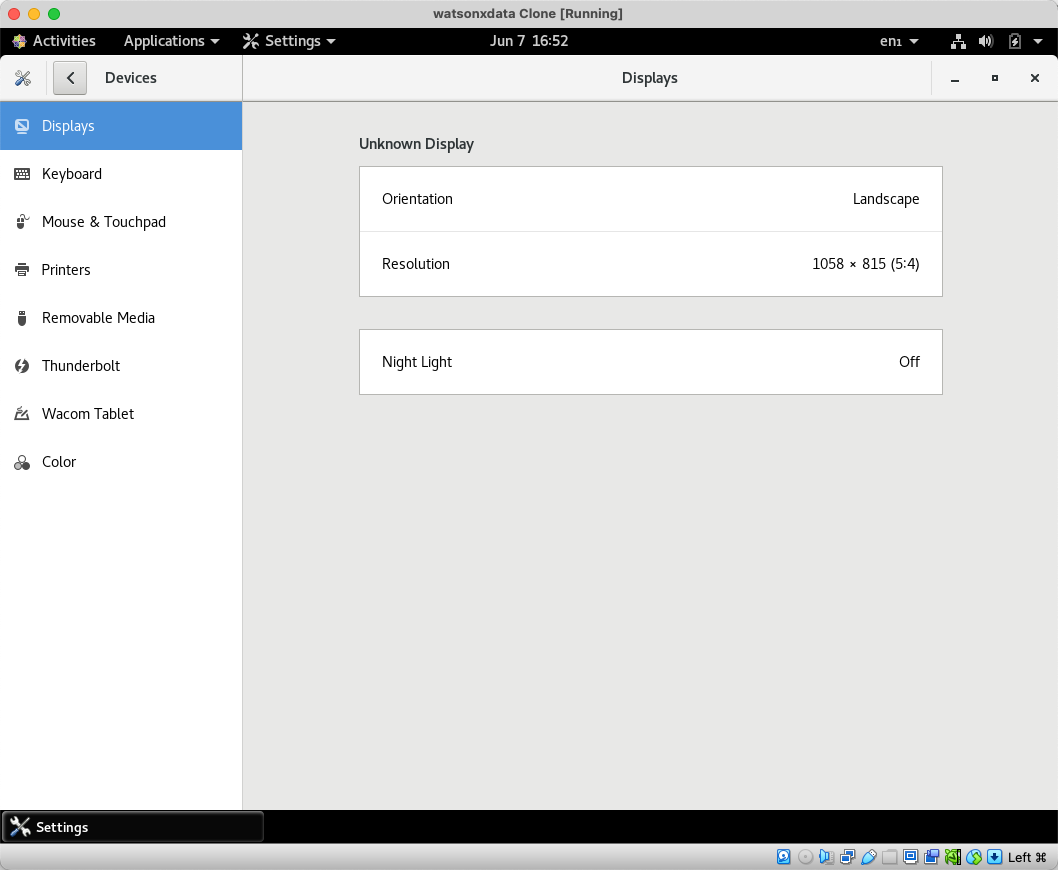 watsonxdata Clone [Running]
Activities Applications Settings Jun 7 16:52 en₁
Devices Displays
Displays
Keyboard
Mouse & Touchpad
Printers
Removable Media
Thunderbolt
Wacom Tablet
Color
Unknown Display
Orientation Landscape
Resolution 1058 × 815 (5:4)
Night Light Off
Settings
Left ⌘